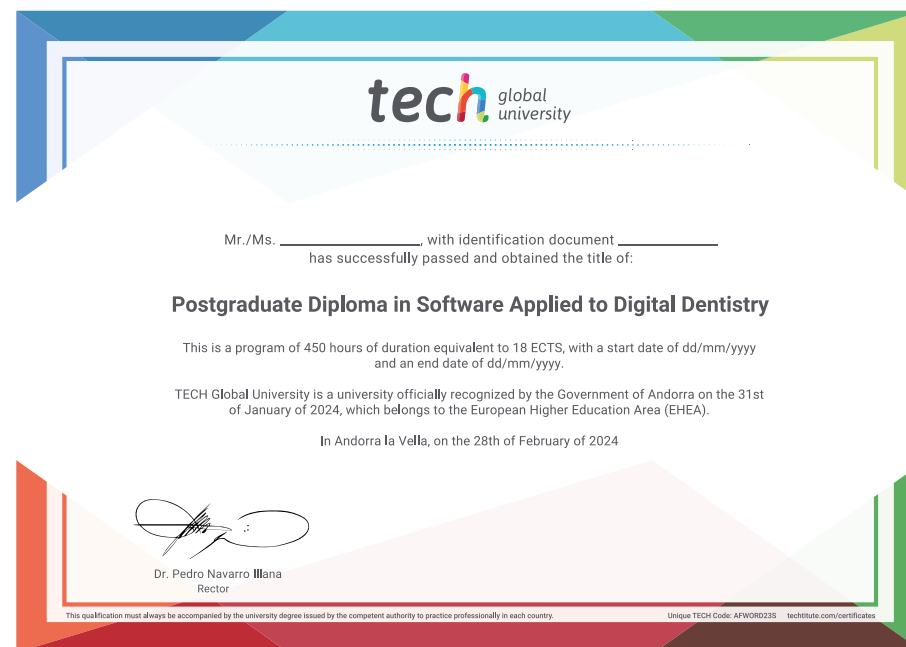 tech global
university
Mr./Ms. ____________, with identification document ____________
has successfully passed and obtained the title of:
Postgraduate Diploma in Software Applied to Digital Dentistry
This is a program of 450 hours of duration equivalent to 18 ECTS, with a start date of dd/mm/yyyy
and an end date of dd/mm/yyyy.
TECH Global University is a university officially recognized by the Government of Andorra on the 31st
of January of 2024, which belongs to the European Higher Education Area (EHEA).
In Andorra la Vella, on the 28th of February of 2024
Dr. Pedro Navarro Illana
Rector
This qualification must always be accompanied by the university degree issued by the competent authority to practice professionally in each country.
Unique TECH Code: AFWORD23S techtitute.com/certificates